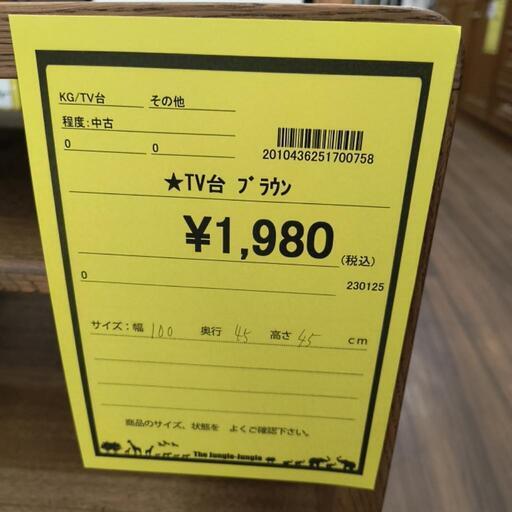 KG/TV台 その他
程度:中古
0 0
2010436251700758
★TV台 ﾌﾞﾗｳﾝ
¥1,980(税込)
0 230125
サイズ:幅 100 奥行 45 高さ 45 cm
商品のサイズ、状態を よくご確認下さい。
The Jungle-Jungle